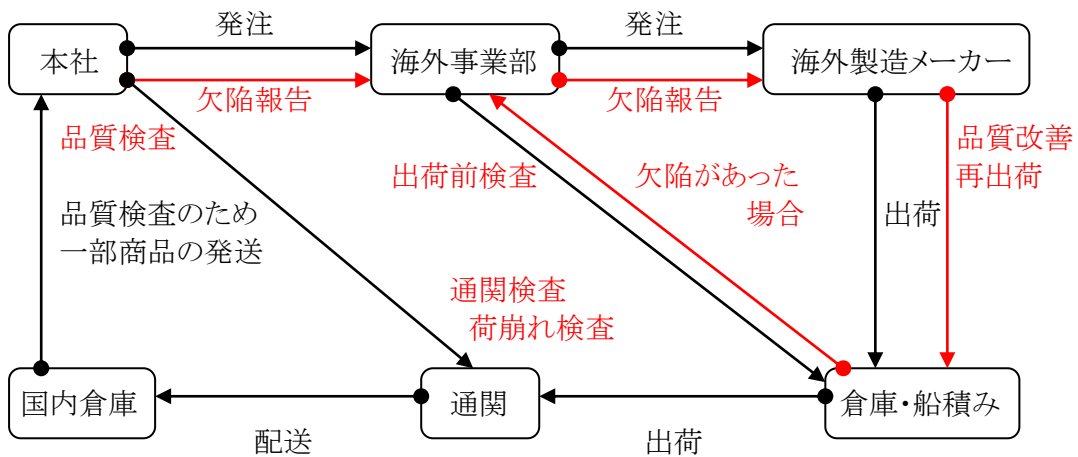 発注
発注
本社
海外事業部
海外製造メーカー
欠陥報告
欠陥報告
品質検査
出荷前検査
欠陥があった
場合
品質改善
再出荷
品質検査のため
一部商品の発送
出荷
通関検査
荷崩れ検査
国内倉庫
通関
倉庫・船積み
配送
出荷